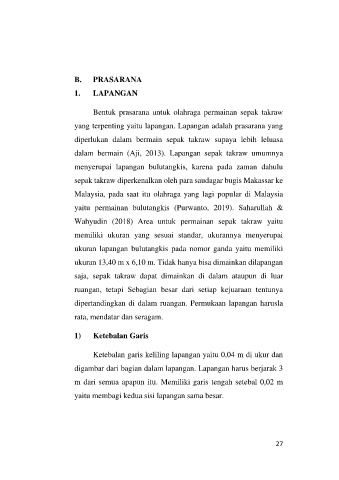 B. PRASARANA
1. LAPANGAN
Bentuk prasarana untuk olahraga permainan sepak takraw
yang terpenting yaitu lapangan. Lapangan adalah prasarana yang
diperlukan dalam bermain sepak takraw supaya lebih leluasa
dalam bermain (Aji, 2013). Lapangan sepak takraw umumnya
menyerupai lapangan bulutangkis, karena pada zaman dahulu
sepak takraw diperkenalkan oleh para saudagar bugis Makassar ke
Malaysia, pada saat itu olahraga yang lagi popular di Malaysia
yaitu permainan bulutangkis (Purwanto, 2019). Saharullah &
Wahyudin (2018) Area untuk permainan sepak takraw yaitu
memiliki ukuran yang sesuai standar, ukurannya menyerupai
ukuran lapangan bulutangkis pada nomor ganda yaitu memiliki
ukuran 13,40 m x 6,10 m. Tidak hanya bisa dimainkan dilapangan
saja, sepak takraw dapat dimainkan di dalam ataupun di luar
ruangan, tetapi Sebagian besar dari setiap kejuaraan tentunya
dipertandingkan di dalam ruangan. Permukaan lapangan harusla
rata, mendatar dan seragam.
1) Ketebalan Garis
Ketebalan garis keliling lapangan yaitu 0,04 m di ukur dan
digambar dari bagian dalam lapangan. Lapangan harus berjarak 3
m dari semua apapun itu. Memiliki garis tengah setebal 0,02 m
yaitu membagi kedua sisi lapangan sama besar.
27